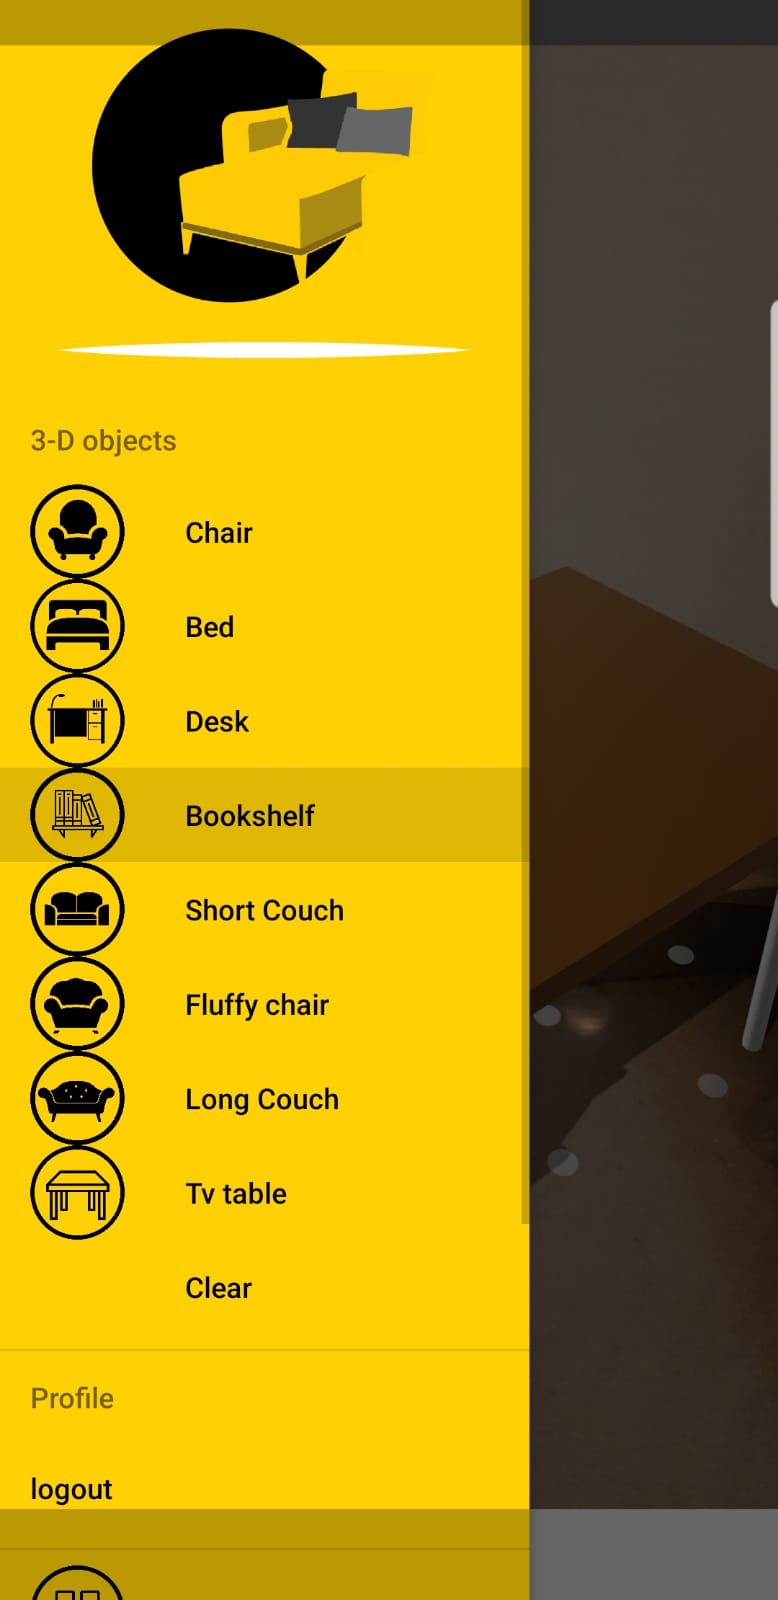 3-D objects
Chair
Bed
Desk
Bookshelf
Short Couch
Fluffy chair
Long Couch
Tv table
Clear
Profile
logout